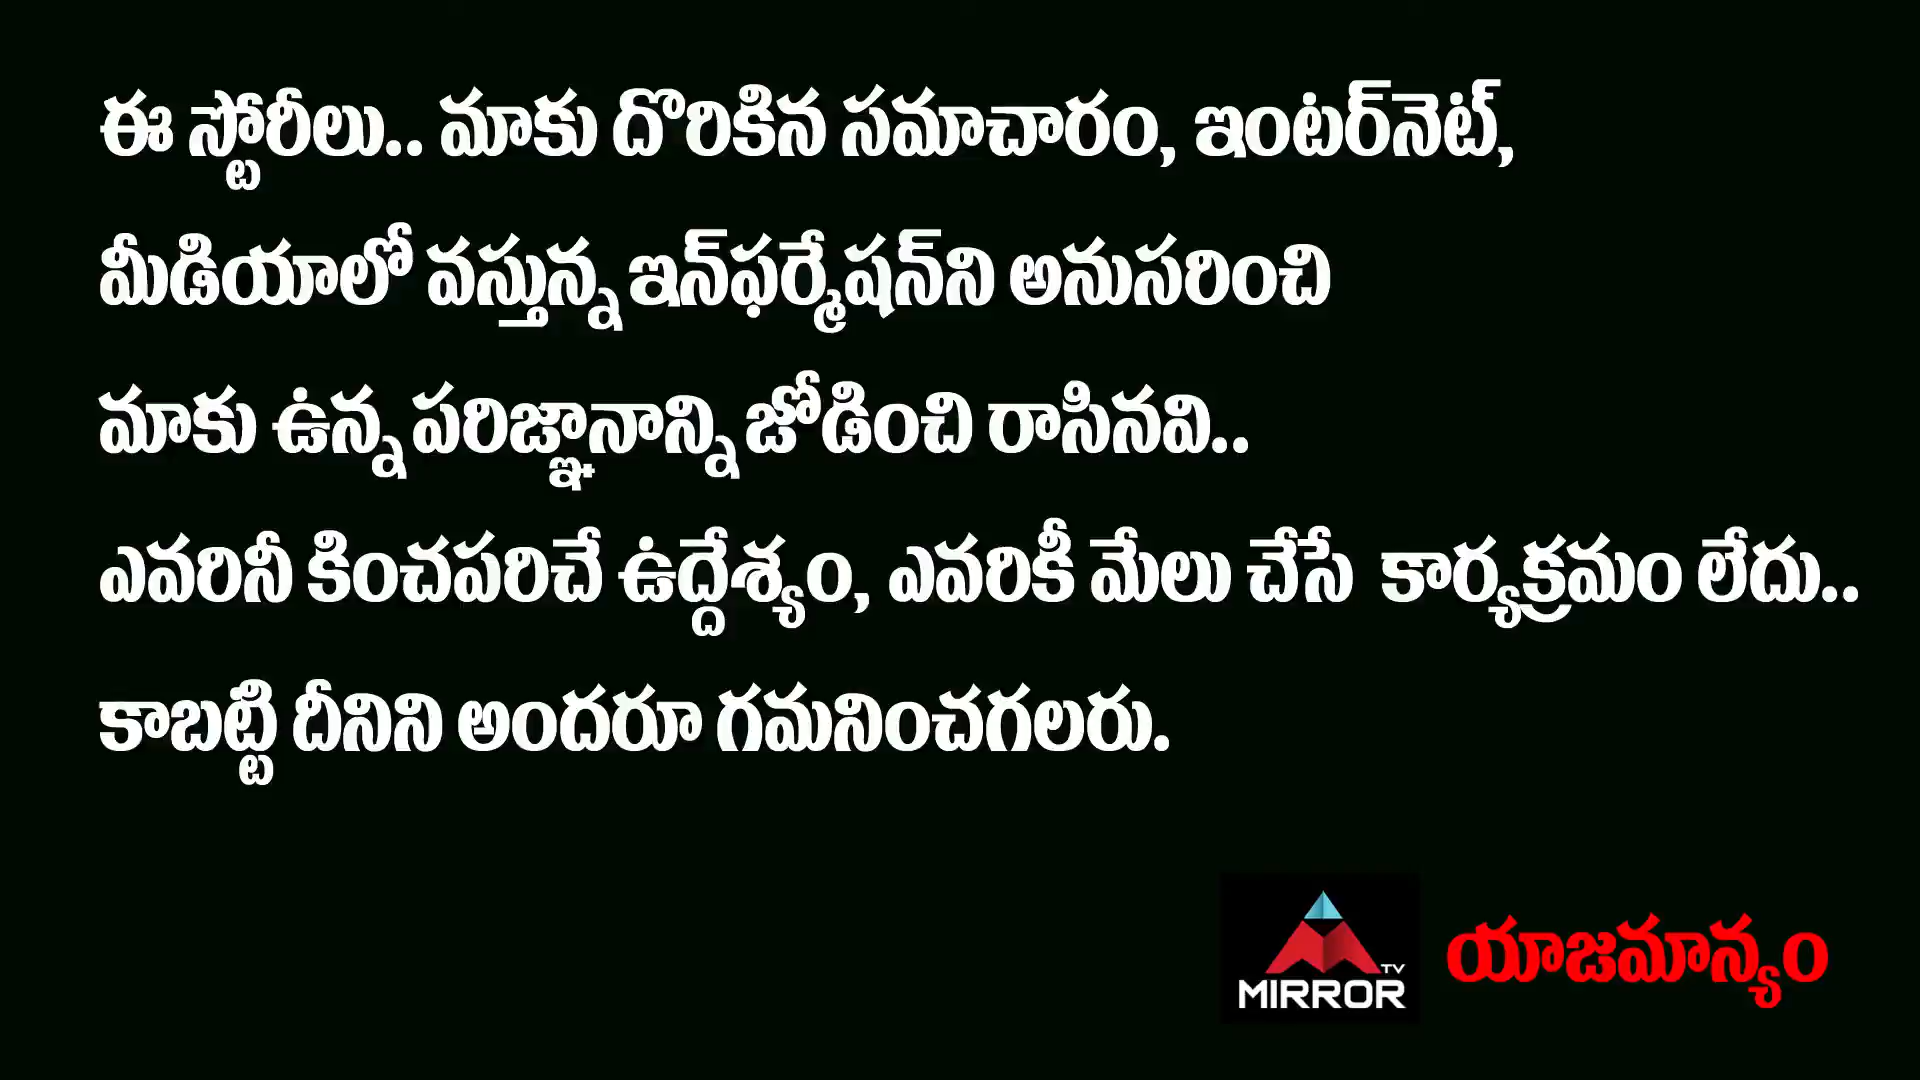 ఈ స్టోరీలు.. మాకు దొరికిన సమాచారం, ఇంటర్‌నెట్,
మీడియాలో వస్తున్న ఇన్‌ఫర్మేషన్‌ని అనుసరించి
మాకు ఉన్న పరిజ్ఞానాన్ని జోడించి రాసినవి..
ఎవరినీ కించపరిచే ఉద్దేశ్యం, ఎవరికీ మేలు చేసే కార్యక్రమం లేదు..
కాబట్టి దీనిని అందరూ గమనించగలరు.
TV
MIRROR
యాజమాన్యం